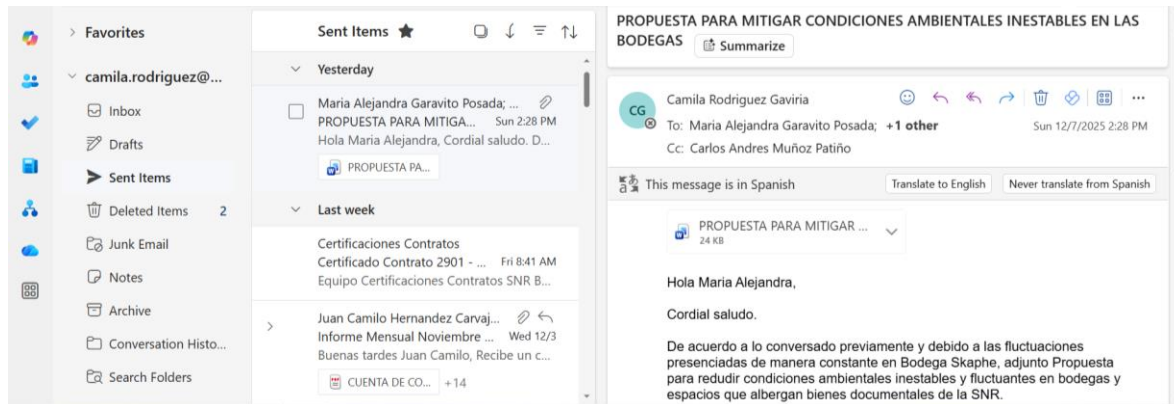 Favorites
camila.rodriguez@...
Inbox
Drafts
Sent Items
Deleted Items 2
Junk Email
Notes
Archive
Conversation Histo...
Search Folders
Sent Items
Yesterday
Maria Alejandra Garavito Posada; ...
PROPUESTA PARA MITIGA... Sun 2:28 PM
Hola Maria Alejandra, Cordial saludo. D...
PROPUESTA PA...
Last week
Certificaciones Contratos
Certificado Contrato 2901 - ... Fri 8:41 AM
Equipo Certificaciones Contratos SNR B...
Juan Camilo Hernandez Carvaj...
Informe Mensual Noviembre ... Wed 12/3
Buenas tardes Juan Camilo, Recibe un c...
CUENTA DE CO... +14
PROPUESTA PARA MITIGAR CONDICIONES AMBIENTALES INESTABLES EN LAS
BODEGAS Summarize
CG
Camila Rodriguez Gaviria
To: Maria Alejandra Garavito Posada; +1 other Sun 12/7/2025 2:28 PM
Cc: Carlos Andres Muñoz Patiño
This message is in Spanish Translate to English Never translate from Spanish
PROPUESTA PARA MITIGAR ...
24 KB
Hola Maria Alejandra,
Cordial saludo.
De acuerdo a lo conversado previamente y debido a las fluctuaciones
presenciadas de manera constante en Bodega Skaphe, adjunto Propuesta
para redudir condiciones ambientales inestables y fluctuantes en bodegas y
espacios que albergan bienes documentales de la SNR.